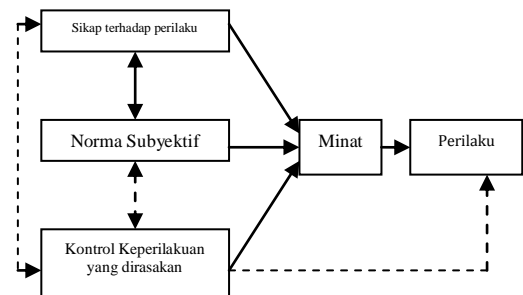 Sikap terhadap perilaku
Norma Subyektif
Minat
Perilaku
Kontrol Keperilakuan
yang dirasakan